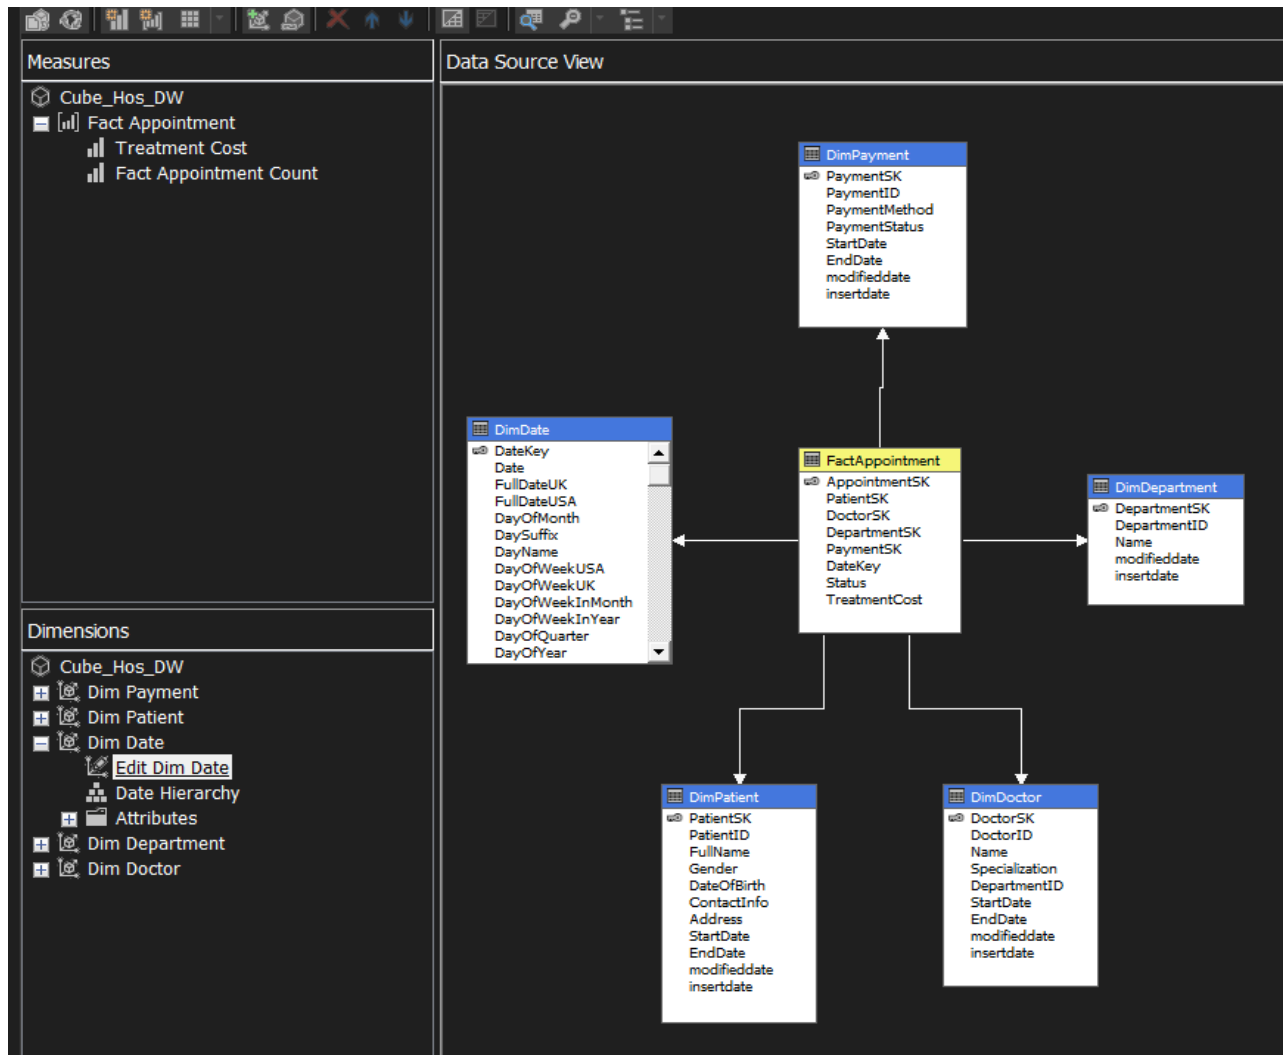 Measures
Cube_Hos_DW
Fact Appointment
Treatment Cost
Fact Appointment Count
Dimensions
Cube_Hos_DW
Dim Payment
Dim Patient
Dim Date
Edit Dim Date
Date Hierarchy
Attributes
Dim Department
Dim Doctor
Data Source View
DimPayment
PaymentSK
PaymentID
PaymentMethod
PaymentStatus
StartDate
EndDate
modifieddate
insertdate
DimDate
DateKey
Date
FullDateUK
FullDateUSA
DayOfMonth
DaySuffix
DayName
DayOfWeekUSA
DayOfWeekUK
DayOfWeekInMonth
DayOfWeekInYear
DayOfQuarter
DayOfYear
FactAppointment
AppointmentSK
PatientSK
DoctorSK
DepartmentSK
PaymentSK
DateKey
Status
TreatmentCost
DimDepartment
DepartmentSK
DepartmentID
Name
modifieddate
insertdate
DimPatient
PatientSK
PatientID
FullName
Gender
DateOfBirth
ContactInfo
Address
StartDate
EndDate
modifieddate
insertdate
DimDoctor
DoctorSK
DoctorID
Name
Specialization
DepartmentID
StartDate
EndDate
modifieddate
insertdate